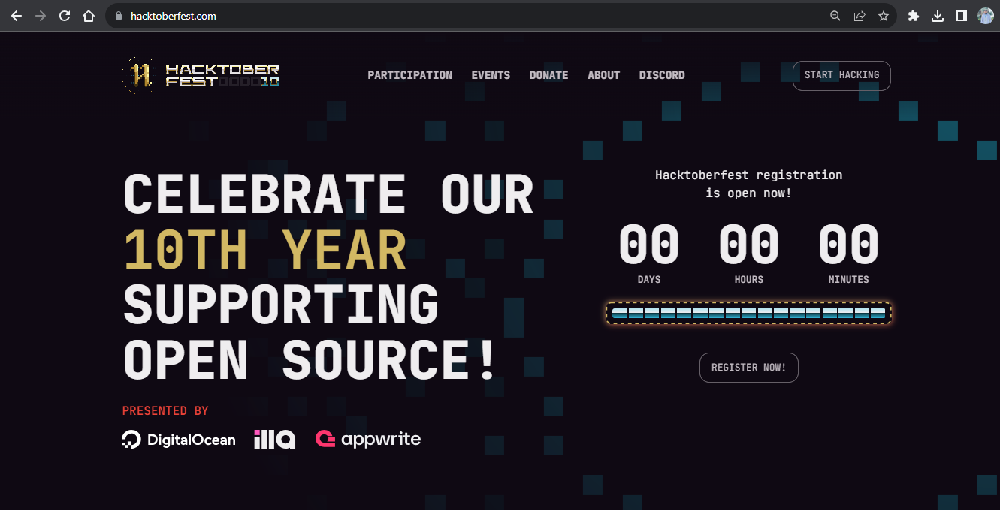 hacktoberfest.com
HACKTOBER
FEST 10
PARTICIPATION EVENTS DONATE ABOUT DISCORD
START HACKING
CELEBRATE OUR
10TH YEAR
SUPPORTING
OPEN SOURCE!
PRESENTED BY
DigitalOcean illa appwrite
Hacktoberfest registration
is open now!
00 00 00
DAYS HOURS MINUTES
REGISTER NOW!